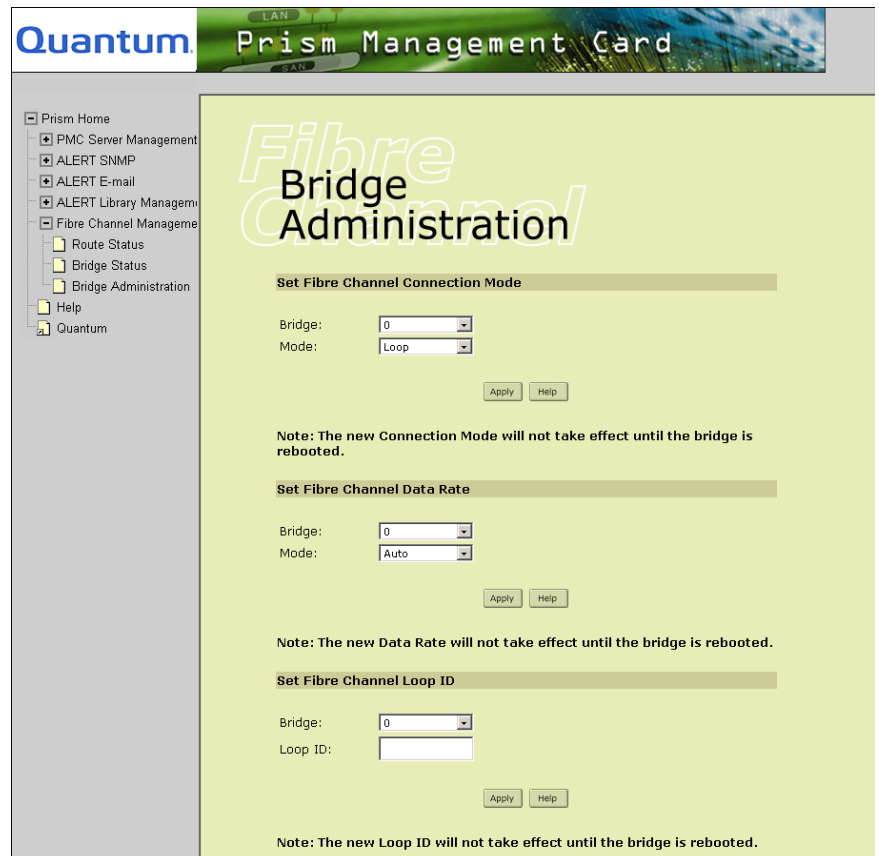 LAN
Quantum.
Prism Management Card
SAN
Prism Home
PMC Server Management
ALERT SNMP
ALERT E-mail
ALERT Library Managem
Fibre Channel Manageme
Route Status
Bridge Status
Bridge Administration
Help
Quantum
Fibre
Channel
Bridge
Administration
Set Fibre Channel Connection Mode
Bridge: 0
Mode: Loop
Apply Help
Note: The new Connection Mode will not take effect until the bridge is
rebooted.
Set Fibre Channel Data Rate
Bridge: 0
Mode: Auto
Apply Help
Note: The new Data Rate will not take effect until the bridge is rebooted.
Set Fibre Channel Loop ID
Bridge: 0
Loop ID:
Apply Help
Note: The new Loop ID will not take effect until the bridge is rebooted.